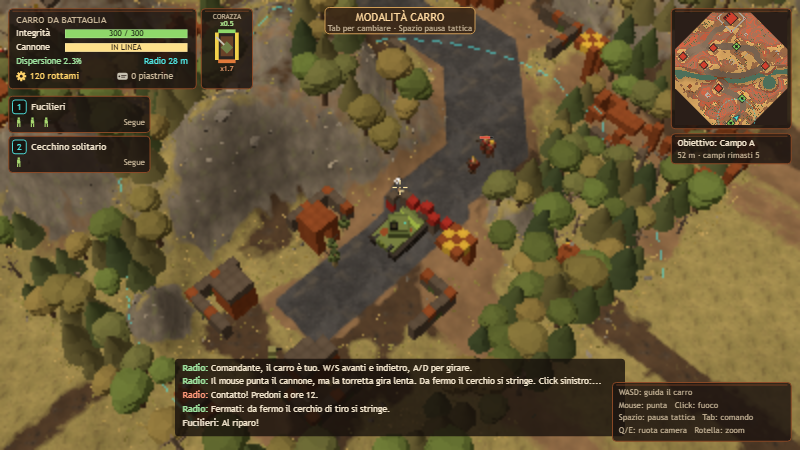 CARRO DA BATTAGLIA
Integrità 300 / 300
Cannone IN LINEA
Dispersione 2.3% Radio 28 m
120 rottami 0 piastrine
CORAZZA
x0.5
x1.7
MODALITÀ CARRO
Tab per cambiare - Spazio pausa tattica
1 Fucilieri
Segue
2 Cecchino solitario
Segue
Obiettivo: Campo A
52 m - campi rimasti 5
Radio: Comandante, il carro è tuo. W/S avanti e indietro, A/D per girare.
Radio: Il mouse punta il cannone, ma la torretta gira lenta. Da fermo il cerchio si stringe. Click sinistro:...
Radio: Contatto! Predoni a ore 12.
Radio: Fermati: da fermo il cerchio di tiro si stringe.
Fucilieri: Al riparo!
WASD: guida il carro
Mouse: punta Click: fuoco
Spazio: pausa tattica Tab: comando
Q/E: ruota camera Rotella: zoom